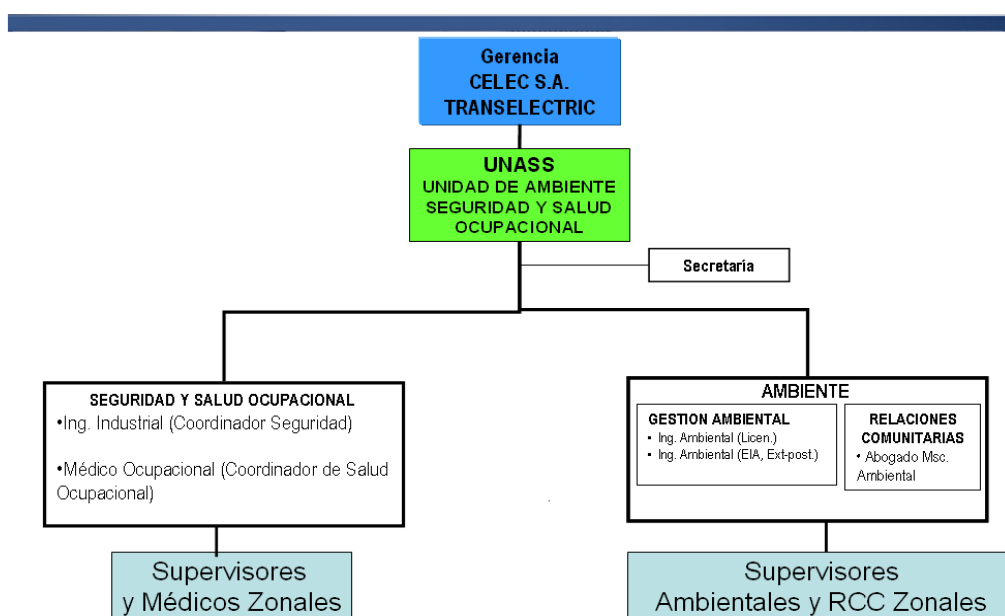 Gerencia
CELEC S.A.
TRANSELECTRIC
UNASS
UNIDAD DE AMBIENTE
SEGURIDAD Y SALUD
OCUPACIONAL
Secretaría
SEGURIDAD Y SALUD OCUPACIONAL
•Ing. Industrial (Coordinador Seguridad)
•Médico Ocupacional (Coordinador de Salud
Ocupacional)
AMBIENTE
GESTION AMBIENTAL
• Ing. Ambiental (Licen.)
• Ing. Ambiental (EIA, Ext-post.)
RELACIONES
COMUNITARIAS
• Abogado Msc.
Ambiental
Supervisores
y Médicos Zonales
Supervisores
Ambientales y RCC Zonales